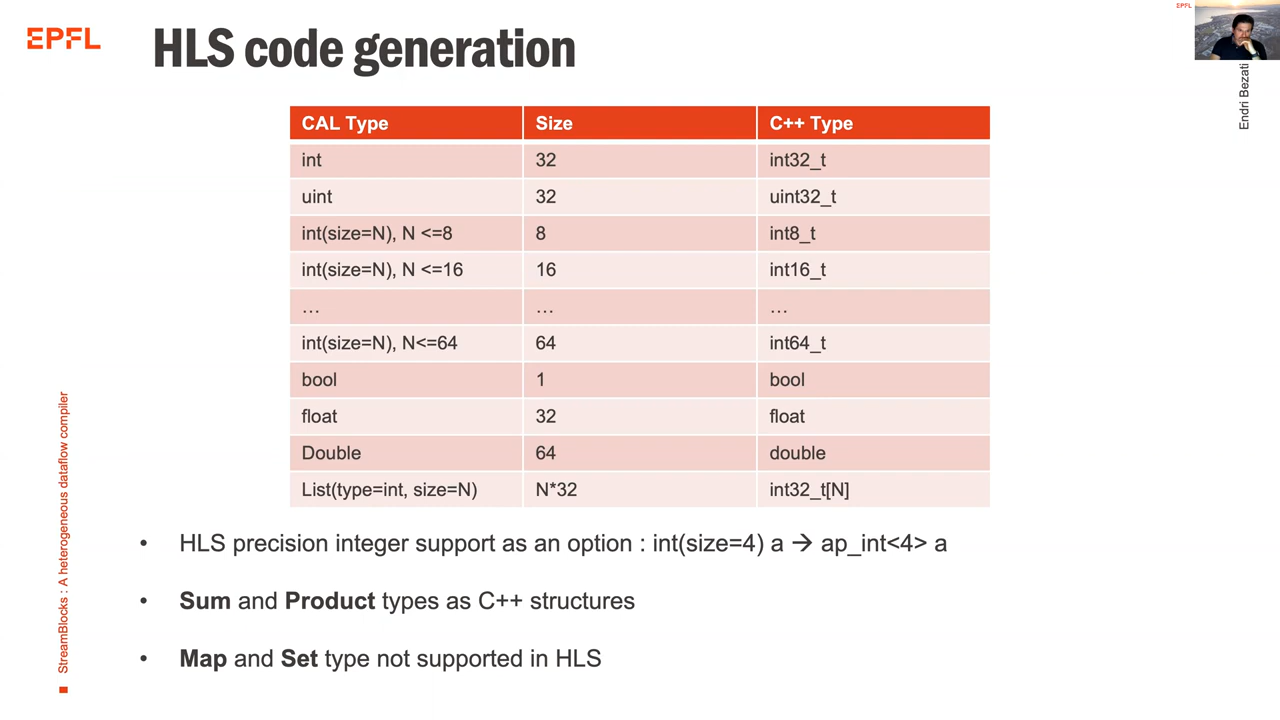 EPFL
HLS code generation
EPFL
Endri Bezati
CAL Type Size C++ Type
int 32 int32_t
uint 32 uint32_t
int(size=N), N <=8 8 int8_t
int(size=N), N <=16 16 int16_t
… … …
int(size=N), N<=64 64 int64_t
bool 1 bool
float 32 float
Double 64 double
List(type=int, size=N) N*32 int32_t[N]
• HLS precision integer support as an option : int(size=4) a → ap_int<4> a
• Sum and Product types as C++ structures
• Map and Set type not supported in HLS
StreamBlocks : A heterogeneous dataflow compiler